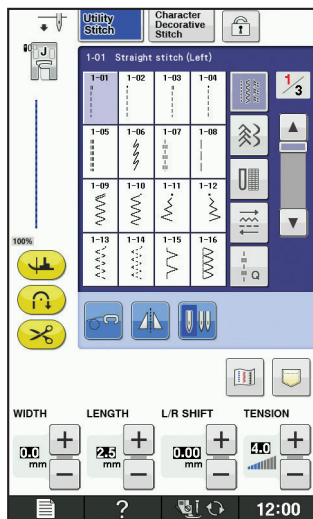 Utility
Stitch
Character
Decorative
Stitch
J
1-01 Straight stitch (Left)
1-01 1-02 1-03 1-04
1-05 1-06 1-07 1-08
1-09 1-10 1-11 1-12
1-13 1-14 1-15 1-16
1/3
Q
100%
WIDTH LENGTH L/R SHIFT TENSION
0.0 mm
2.5 mm
0.00 mm
4.0
? 12:00